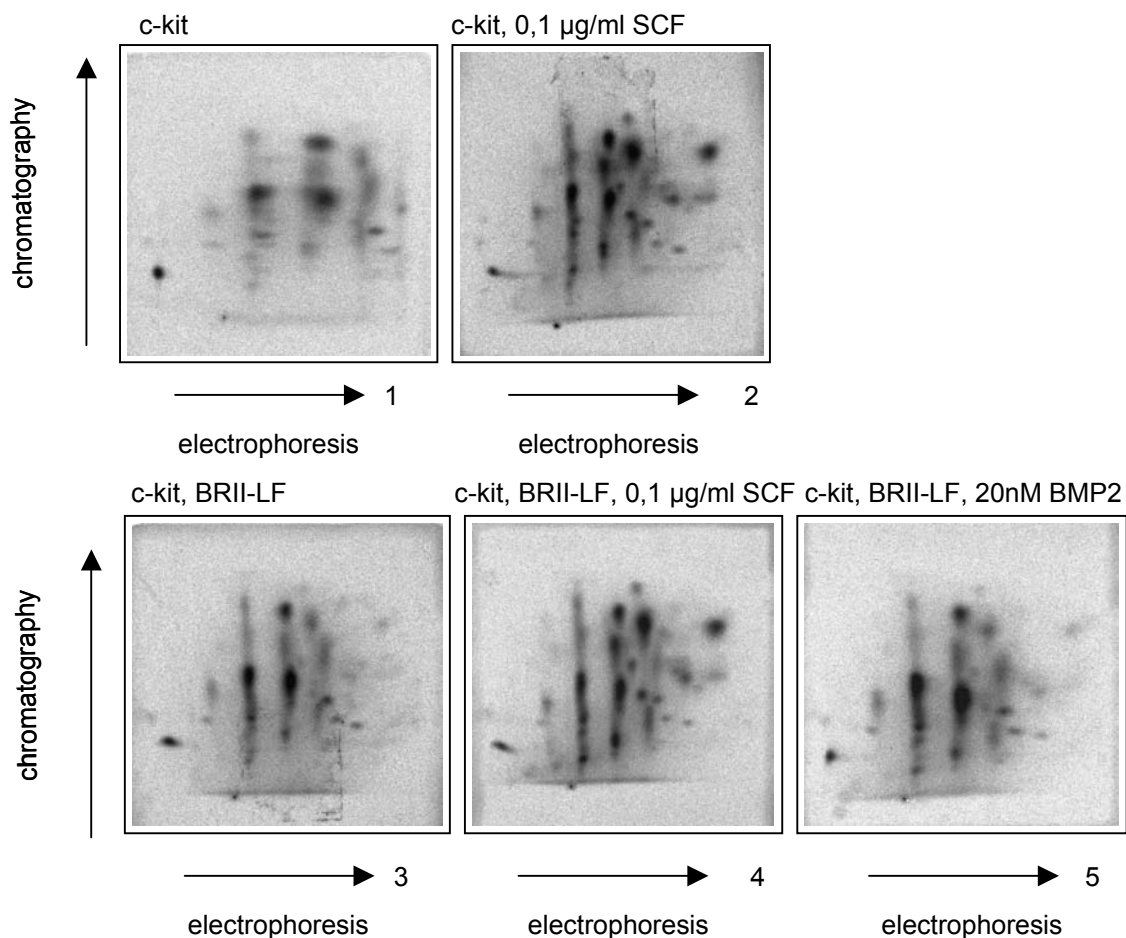 c-kit
c-kit, 0,1 µg/ml SCF
chromatography
1
2
electrophoresis
electrophoresis
c-kit, BRII-LF
c-kit, BRII-LF, 0,1 µg/ml SCF
c-kit, BRII-LF, 20nM BMP2
chromatography
3
4
5
electrophoresis
electrophoresis
electrophoresis